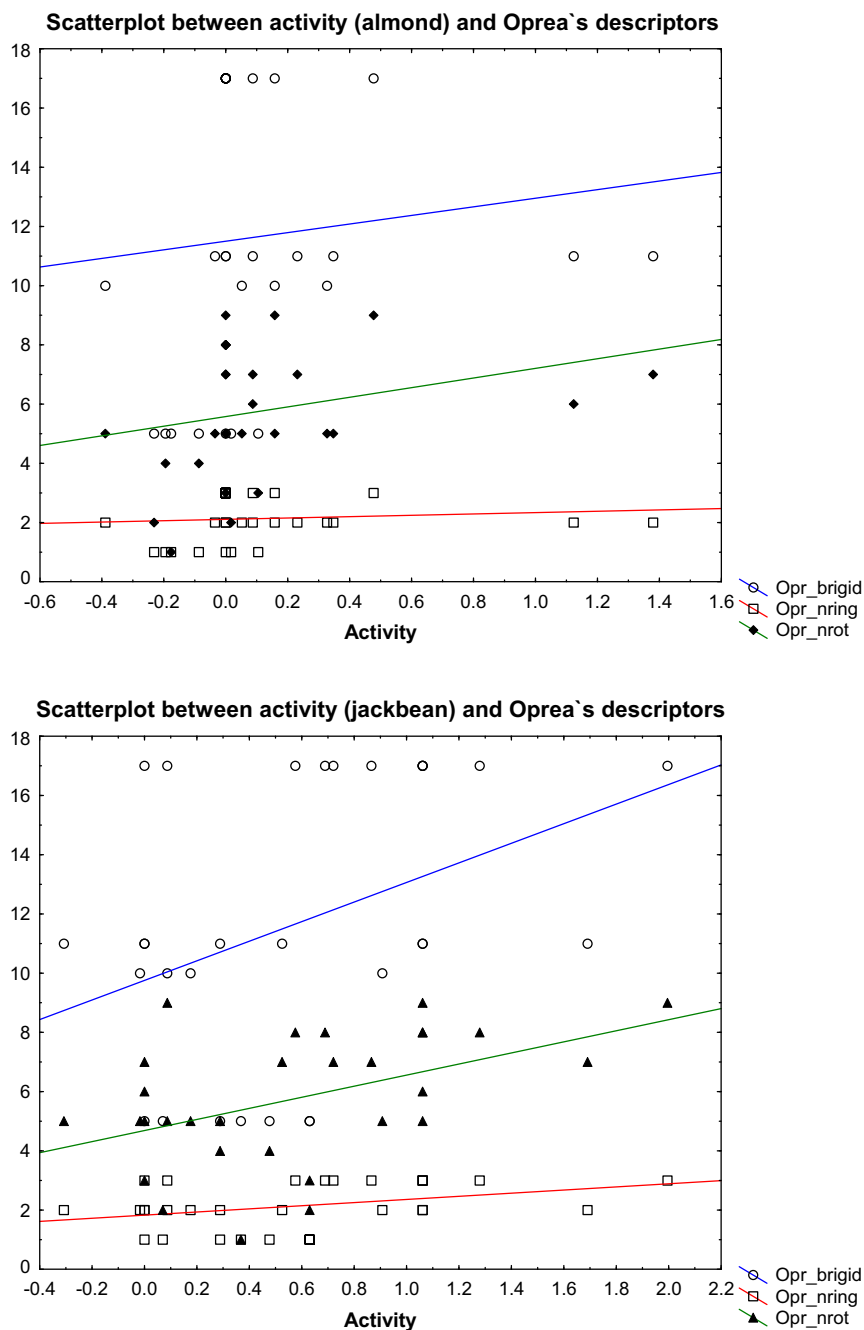 Scatterplot between activity (almond) and Oprea`s descriptors
18
16
14
12
10
8
6
4
2
0
-0.6 -0.4 -0.2 0.0 0.2 0.4 0.6 0.8 1.0 1.2 1.4 1.6
Activity
Opr_brigid
Opr_nring
Opr_nrot
Scatterplot between activity (jackbean) and Oprea`s descriptors
18
16
14
12
10
8
6
4
2
0
-0.4 -0.2 0.0 0.2 0.4 0.6 0.8 1.0 1.2 1.4 1.6 1.8 2.0 2.2
Activity
Opr_brigid
Opr_nring
Opr_nrot